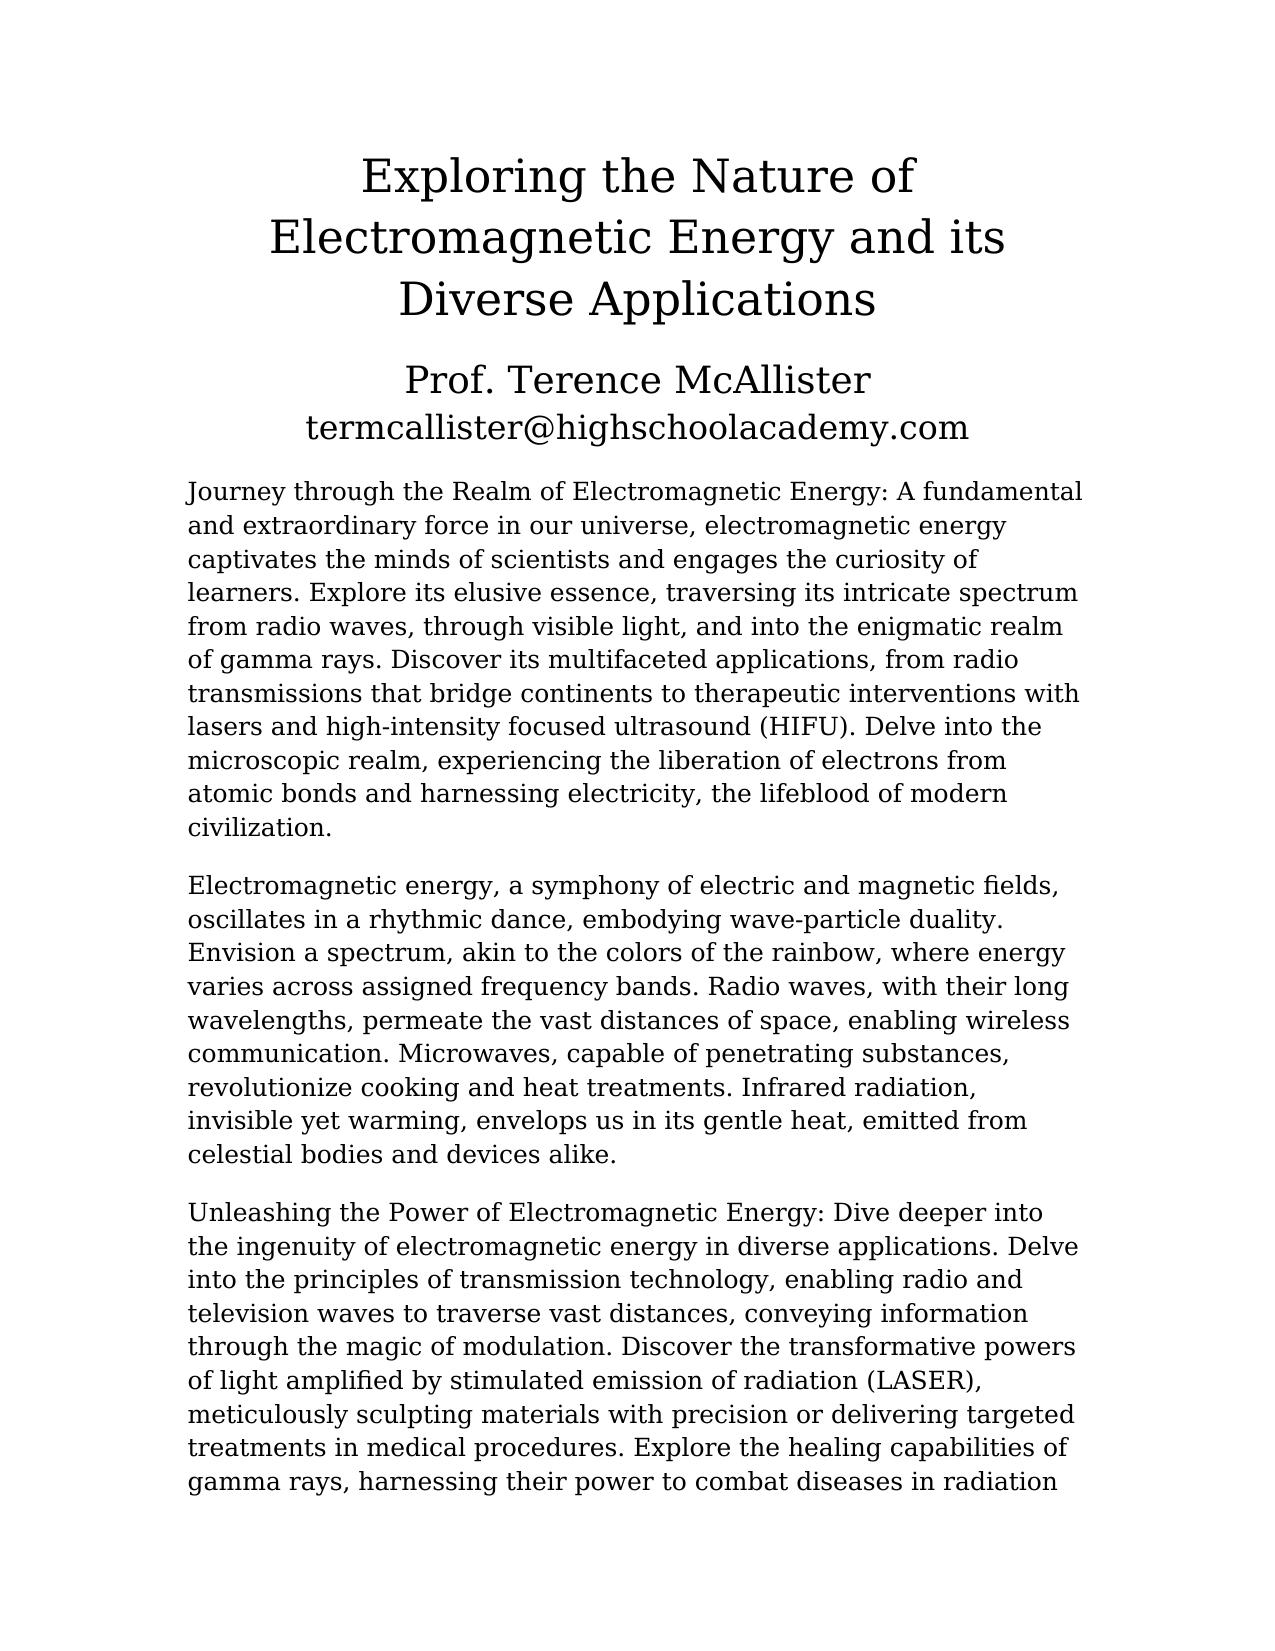 Exploring the Nature of
Electromagnetic Energy and its
Diverse Applications
Prof. Terence McAllister
termcallister@highschoolacademy.com
Journey through the Realm of Electromagnetic Energy: A fundamental
and extraordinary force in our universe, electromagnetic energy
captivates the minds of scientists and engages the curiosity of
learners. Explore its elusive essence, traversing its intricate spectrum
from radio waves, through visible light, and into the enigmatic realm
of gamma rays. Discover its multifaceted applications, from radio
transmissions that bridge continents to therapeutic interventions with
lasers and high-intensity focused ultrasound (HIFU). Delve into the
microscopic realm, experiencing the liberation of electrons from
atomic bonds and harnessing electricity, the lifeblood of modern
civilization.
Electromagnetic energy, a symphony of electric and magnetic fields,
oscillates in a rhythmic dance, embodying wave-particle duality.
Envision a spectrum, akin to the colors of the rainbow, where energy
varies across assigned frequency bands. Radio waves, with their long
wavelengths, permeate the vast distances of space, enabling wireless
communication. Microwaves, capable of penetrating substances,
revolutionize cooking and heat treatments. Infrared radiation,
invisible yet warming, envelops us in its gentle heat, emitted from
celestial bodies and devices alike.
Unleashing the Power of Electromagnetic Energy: Dive deeper into
the ingenuity of electromagnetic energy in diverse applications. Delve
into the principles of transmission technology, enabling radio and
television waves to traverse vast distances, conveying information
through the magic of modulation. Discover the transformative powers
of light amplified by stimulated emission of radiation (LASER),
meticulously sculpting materials with precision or delivering targeted
treatments in medical procedures. Explore the healing capabilities of
gamma rays, harnessing their power to combat diseases in radiation